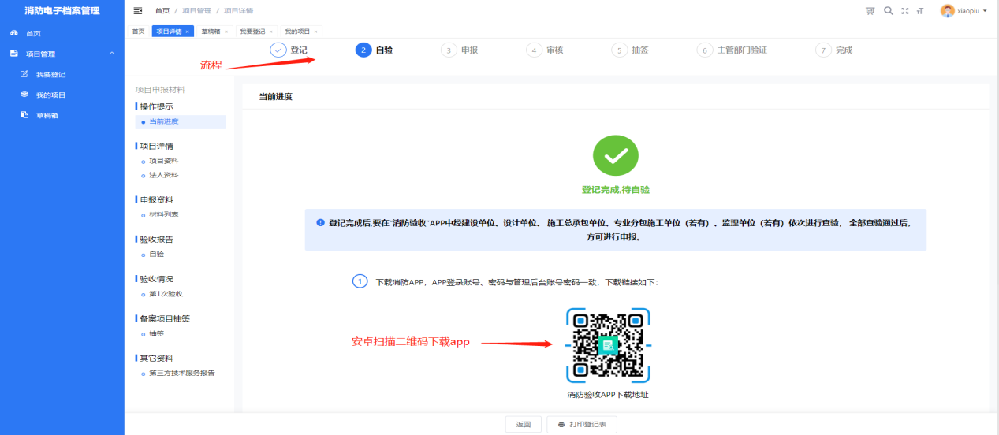 消防电子档案管理
首页 / 项目管理 / 项目详情
xiaopiu
首页
项目管理
我要登记
我的项目
草稿箱
首页 项目详情 × 草稿箱 × 我要登记 × 我的项目 ×
登记 2 自验 3 申报 4 审核 5 抽签 6 主管部门验证 7 完成
流程
项目申报材料
操作提示
当前进度
项目详情
项目资料
法人资料
申报资料
材料列表
验收报告
自验
验收情况
第1次验收
备案项目抽签
抽签
其它资料
第三方技术服务报告
当前进度
登记完成,待自验
登记完成后,要在"消防验收"APP中经建设单位、设计单位、 施工总承包单位、专业分包施工单位（若有）、监理单位（若有）依次进行查验， 全部查验通过后，
方可进行申报。
1 下载消防APP，APP登录账号、密码与管理后台账号密码一致，下载链接如下：
安卓扫描二维码下载app
消防验收APP下载地址
返回 打印登记表